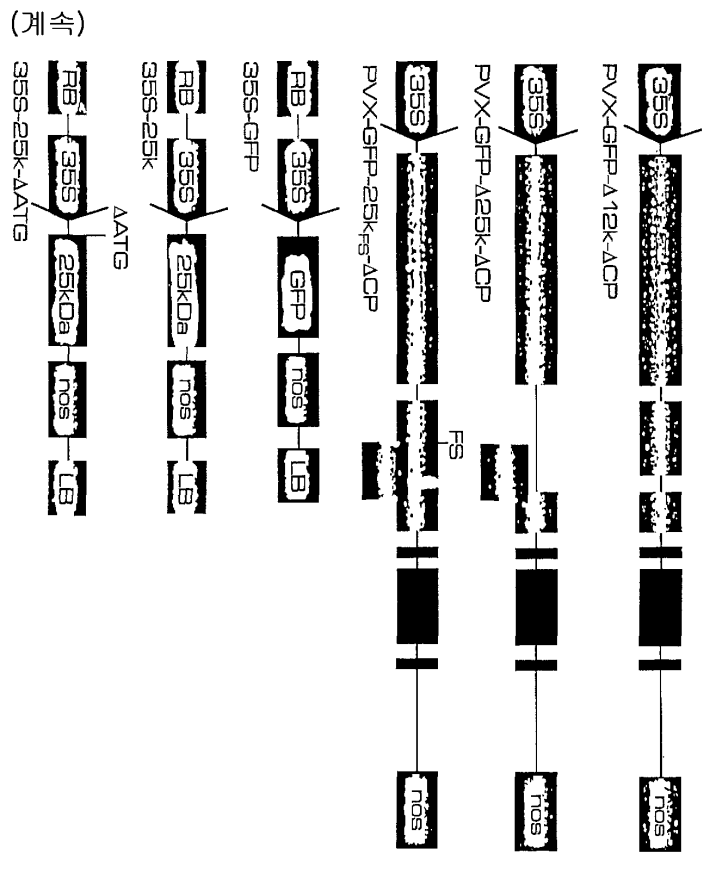 (계속)
PVX-GFP-Δ12k-ΔCP
35S
nos
PVX-GFP-Δ25k-ΔCP
35S
nos
PVX-GFP-25kFS-ΔCP
35S
FS
nos
35S-GFP
RB
35S
GFP
nos
LB
35S-25k
RB
35S
25kDa
nos
LB
35S-25k-ΔATG
RB
35S
ΔATG
25kDa
nos
LB